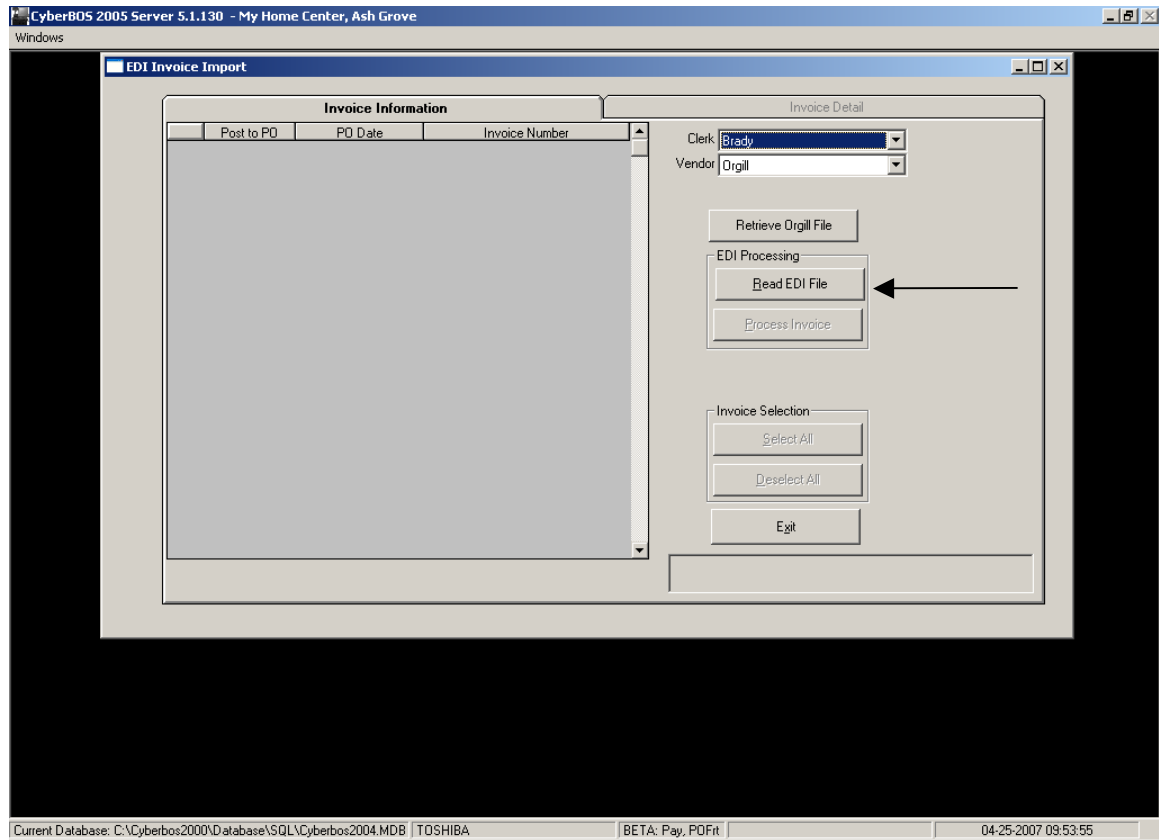 CyberBOS 2005 Server 5.1.130 - My Home Center, Ash Grove
Windows
EDI Invoice Import
Invoice Information
Invoice Detail
Post to PO PO Date Invoice Number
Clerk Brady
Vendor Orgill
Retrieve Orgill File
EDI Processing
Read EDI File
Process Invoice
Invoice Selection
Select All
Deselect All
Exit
Current Database: C:\Cyberbos2000\Database\SQL\Cyberbos2004.MDB TOSHIBA BETA: Pay, POFrt 04-25-2007 09:53:55